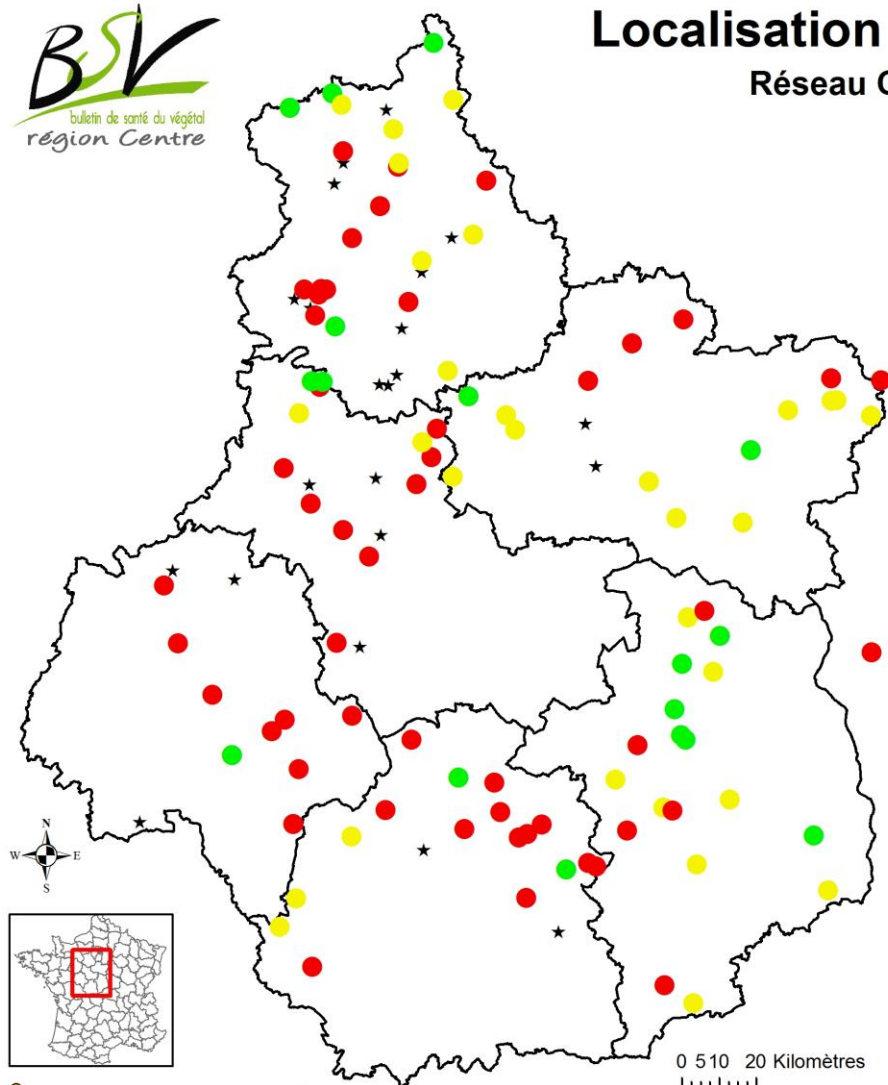 BSV
bulletin de santé du végétal
région Centre
Localisation
Réseau
N
W E
S
0 5 10 20 Kilomètres